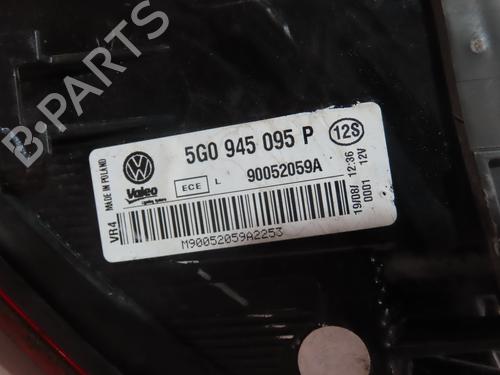 5G0 945 095 P
12S
MADE IN POLAND
VW
Valeo
ECE L
90052059A
VR4
M90052059A2253
19/08/ 12:36
0001 12V
B-PARTS